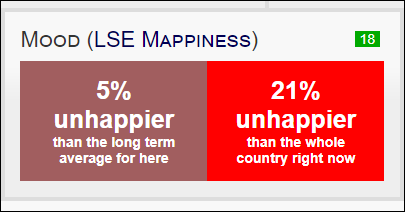 Mood (LSE Mappiness) 18
5% unhappier than the long term average for here
21% unhappier than the whole country right now